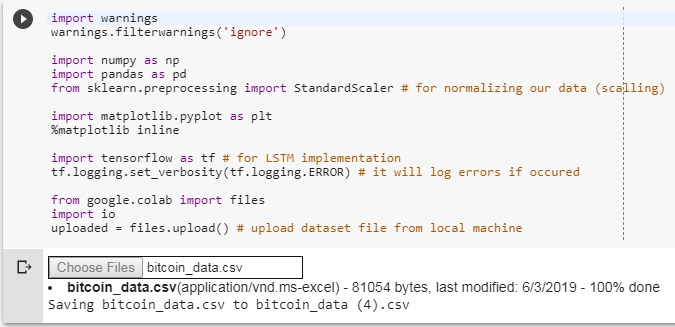 import warnings
warnings.filterwarnings('ignore')
import numpy as np
import pandas as pd
from sklearn.preprocessing import StandardScaler # for normalizing our data (scalling)
import matplotlib.pyplot as plt
%matplotlib inline
import tensorflow as tf # for LSTM implementation
tf.logging.set_verbosity(tf.logging.ERROR) # it will log errors if occured
from google.colab import files
import io
uploaded = files.upload() # upload dataset file from local machine
Choose Files bitcoin_data.csv
• bitcoin_data.csv(application/vnd.ms-excel) - 81054 bytes, last modified: 6/3/2019 - 100% done
Saving bitcoin_data.csv to bitcoin_data (4).csv